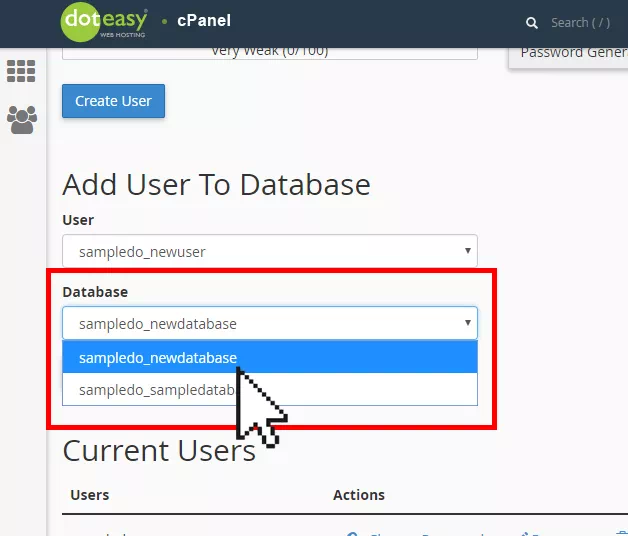 doteasy
WEB HOSTING
cPanel
Search ( / )
Very Weak (0/100)
Password Gener
Create User
Add User To Database
User
sampledo_newuser
Database
sampledo_newdatabase
sampledo_newdatabase
sampledo_sampledatab
Current Users
Users Actions